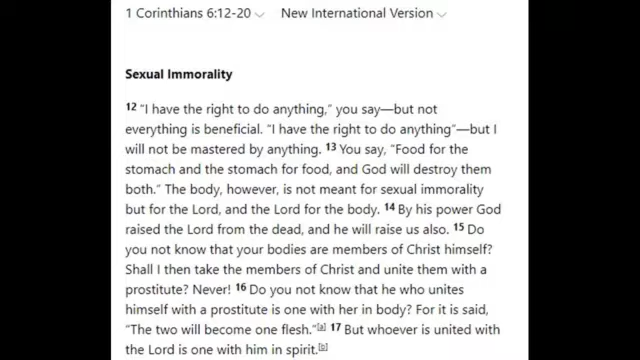 1 Corinthians 6:12-20 New International Version
Sexual Immorality
12 “I have the right to do anything,” you say—but not
everything is beneficial. “I have the right to do anything”—but I
will not be mastered by anything. 13 You say, “Food for the
stomach and the stomach for food, and God will destroy them
both.” The body, however, is not meant for sexual immorality
but for the Lord, and the Lord for the body. 14 By his power God
raised the Lord from the dead, and he will raise us also. 15 Do
you not know that your bodies are members of Christ himself?
Shall I then take the members of Christ and unite them with a
prostitute? Never! 16 Do you not know that he who unites
himself with a prostitute is one with her in body? For it is said,
“The two will become one flesh.”[a] 17 But whoever is united with
the Lord is one with him in spirit.[b]